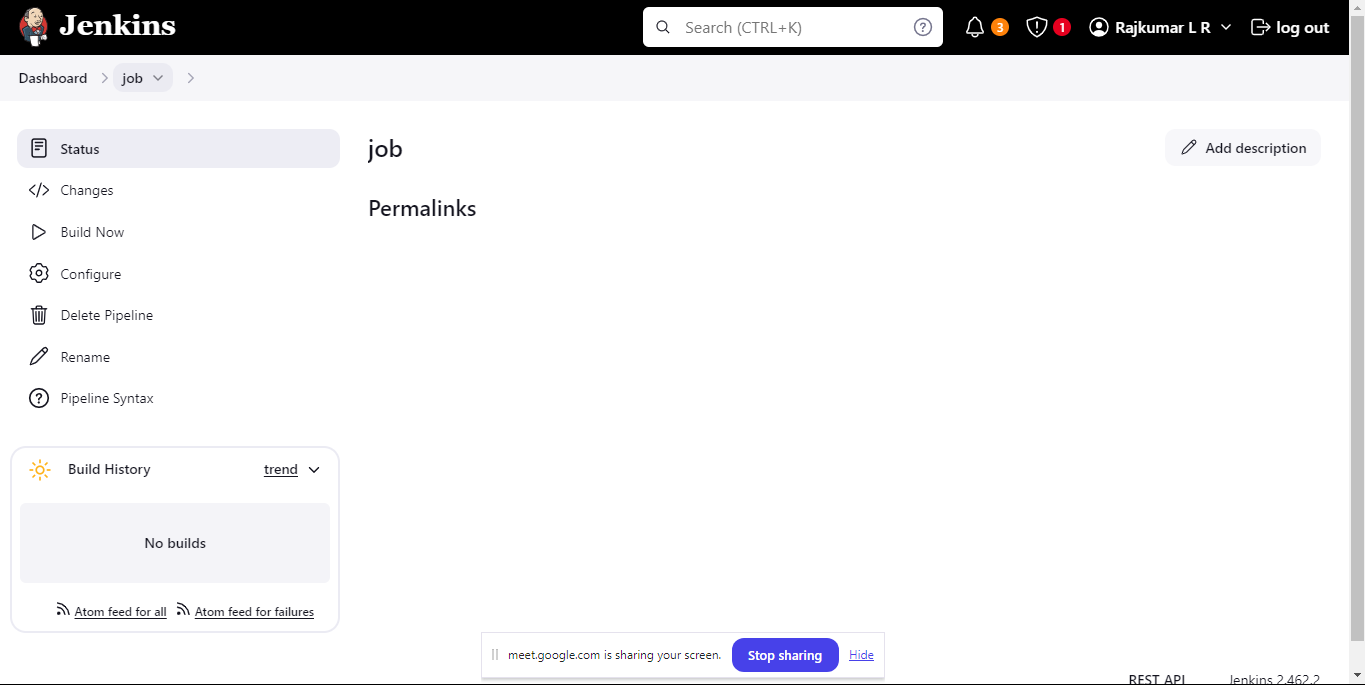 Jenkins
Search (CTRL+K)
3
1
Rajkumar L R
log out
Dashboard
job
Status
Changes
Build Now
Configure
Delete Pipeline
Rename
Pipeline Syntax
job
Add description
Permalinks
Build History
trend
No builds
Atom feed for all
Atom feed for failures
meet.google.com is sharing your screen.
Stop sharing
Hide
REST API
Jenkins 2.462.2